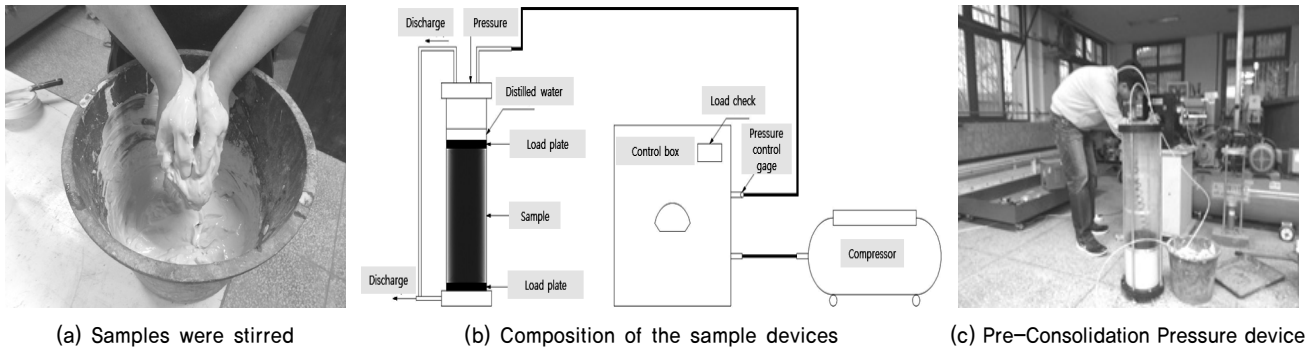 Discharge
Pressure
Distilled water
Load plate
Sample
Discharge
Load plate
Load check
Control box
Pressure
control
gage
Compressor
(a) Samples were stirred
(b) Composition of the sample devices
(c) Pre-Consolidation Pressure device